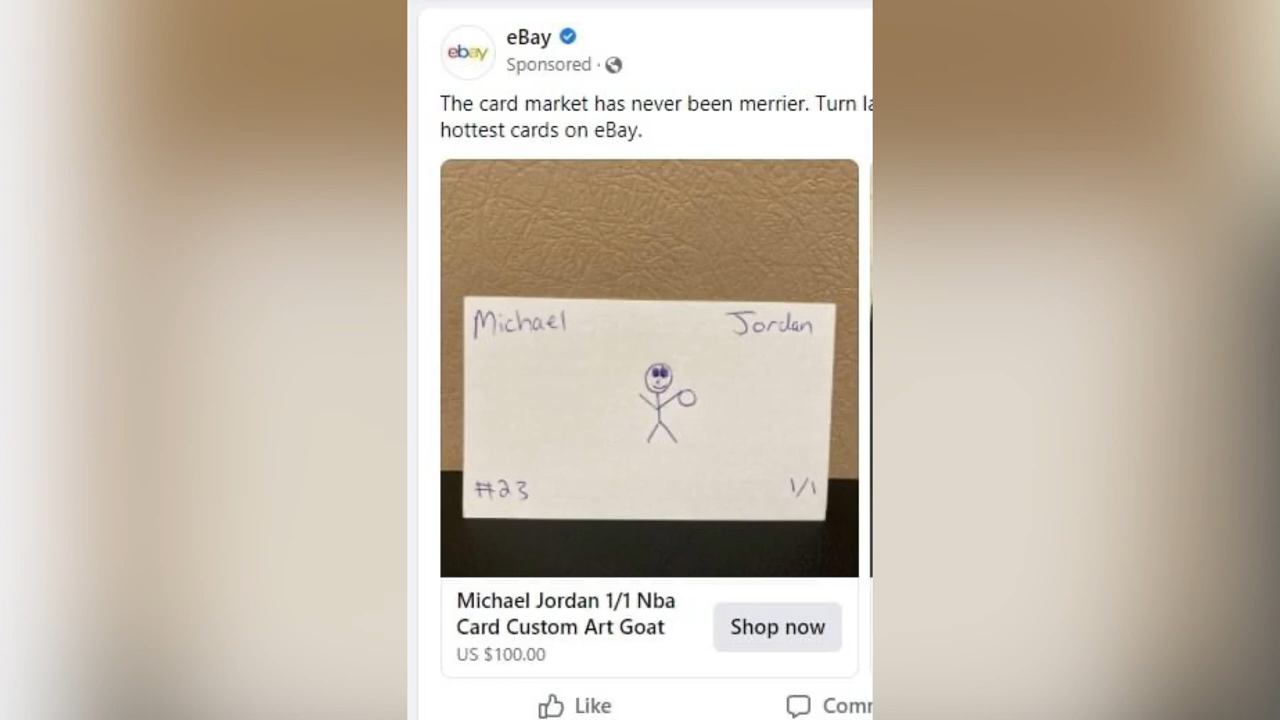 ebay
eBay
Sponsored ·
The card market has never been merrier. Turn
hottest cards on eBay.
Michael Jordan
#23 1/1
Michael Jordan 1/1 Nba
Card Custom Art Goat
Shop now
US $100.00
Like